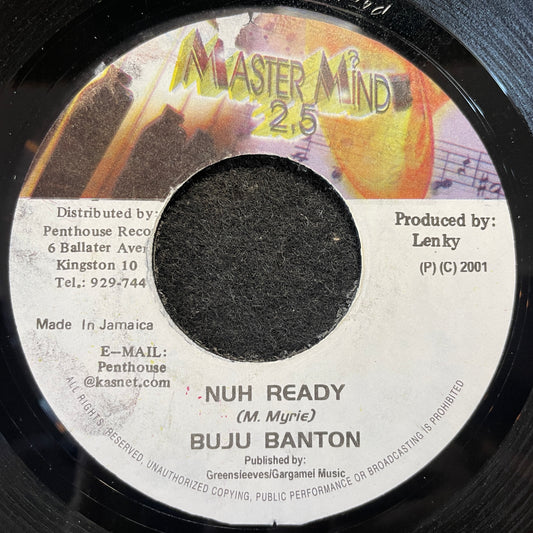 MASTER MIND
2.5
Distributed by:
Penthouse Reco
6 Ballater Aven
Kingston 10
Tel.: 929-744
Produced by:
Lenky
(P) (C) 2001
Made In Jamaica
E-MAIL:
Penthouse
@kasnet.com
NUH READY
(M. Myrie)
BUJU BANTON
Published by:
Greensleeves/Gargamel Music
ALL RIGHTS RESERVED. UNAUTHORIZED COPYING, PUBLIC PERFORMANCE OR BROADCASTING IS PROHIBITED